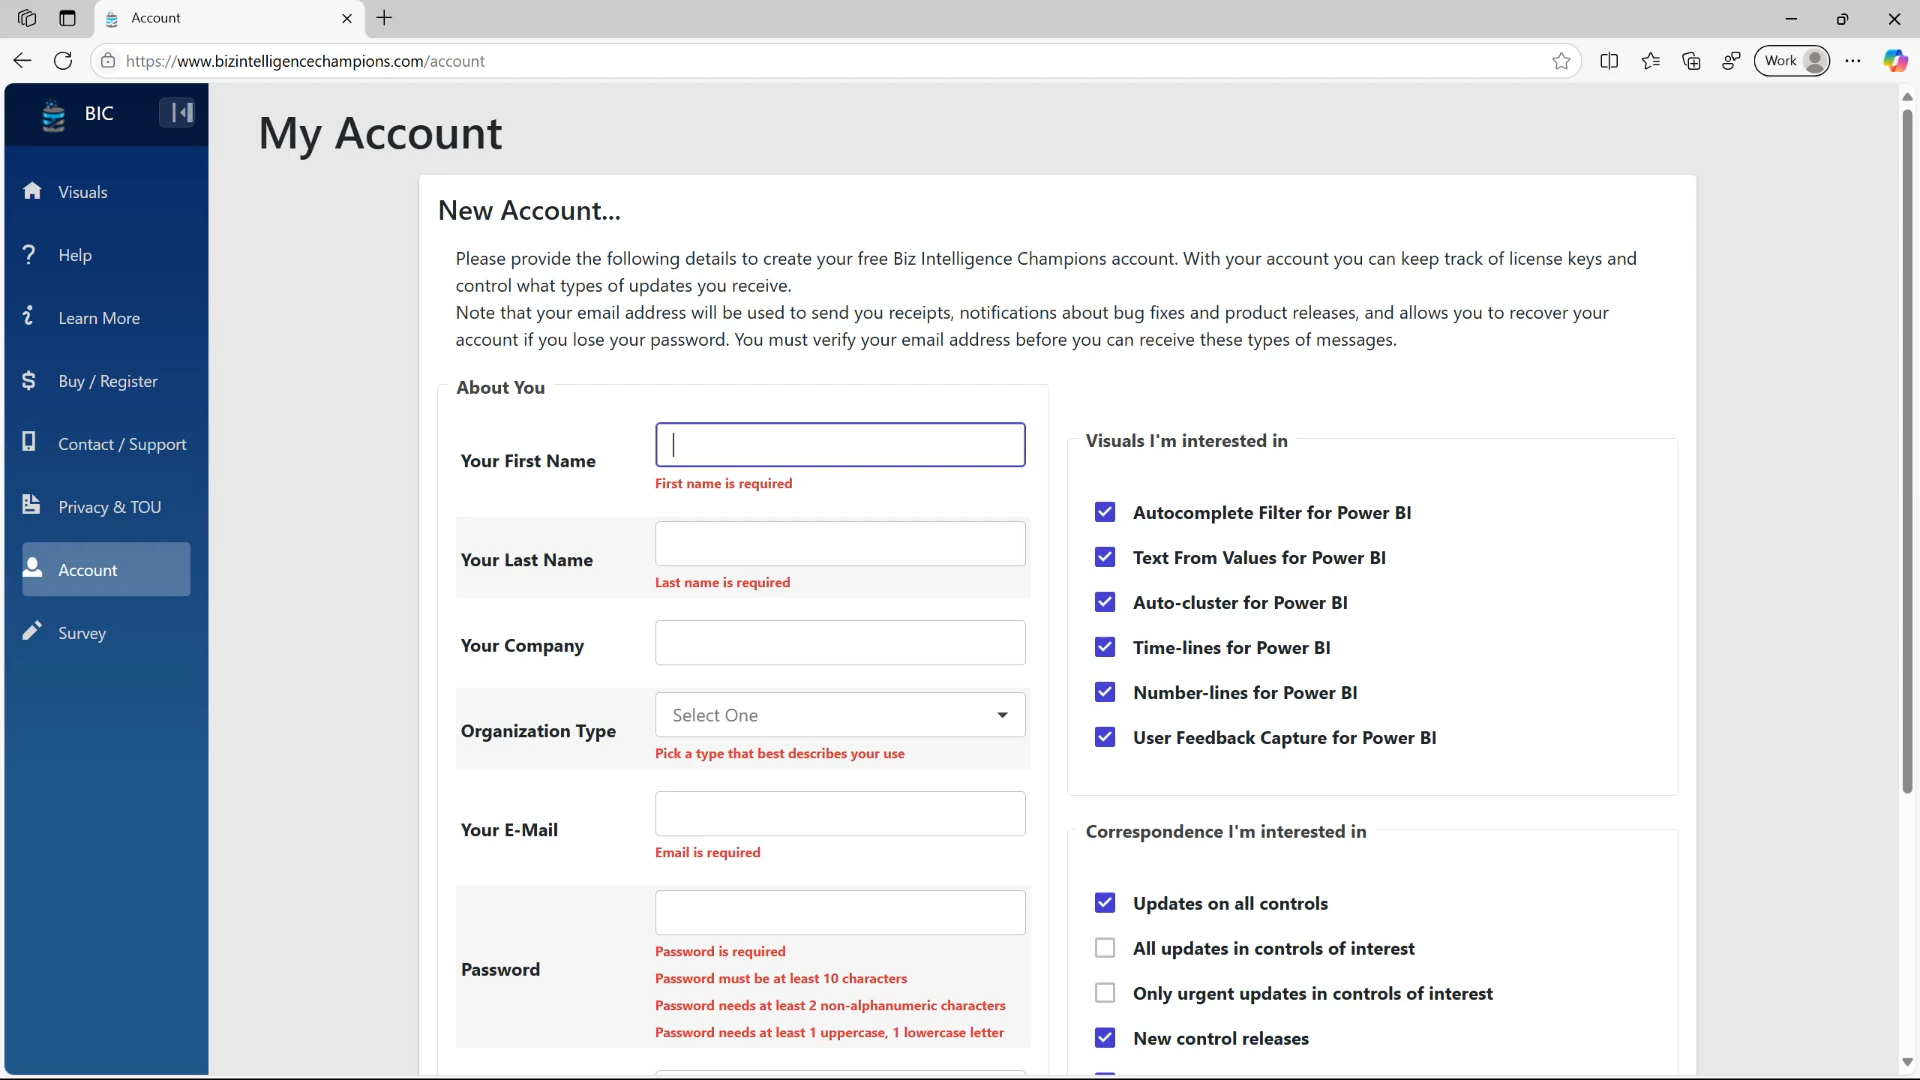 Account
https://www.bizintelligencechampions.com/account
Work
BIC
Visuals
Help
Learn More
Buy / Register
Contact / Support
Privacy & TOU
Account
Survey
My Account
New Account...
Please provide the following details to create your free Biz Intelligence Champions account. With your account you can keep track of license keys and
control what types of updates you receive.
Note that your email address will be used to send you receipts, notifications about bug fixes and product releases, and allows you to recover your
account if you lose your password. You must verify your email address before you can receive these types of messages.
About You
Your First Name
First name is required
Your Last Name
Last name is required
Your Company
Organization Type
Select One
Pick a type that best describes your use
Your E-Mail
Email is required
Password
Password is required
Password must be at least 10 characters
Password needs at least 2 non-alphanumeric characters
Password needs at least 1 uppercase, 1 lowercase letter
Visuals I'm interested in
Autocomplete Filter for Power BI
Text From Values for Power BI
Auto-cluster for Power BI
Time-lines for Power BI
Number-lines for Power BI
User Feedback Capture for Power BI
Correspondence I'm interested in
Updates on all controls
All updates in controls of interest
Only urgent updates in controls of interest
New control releases